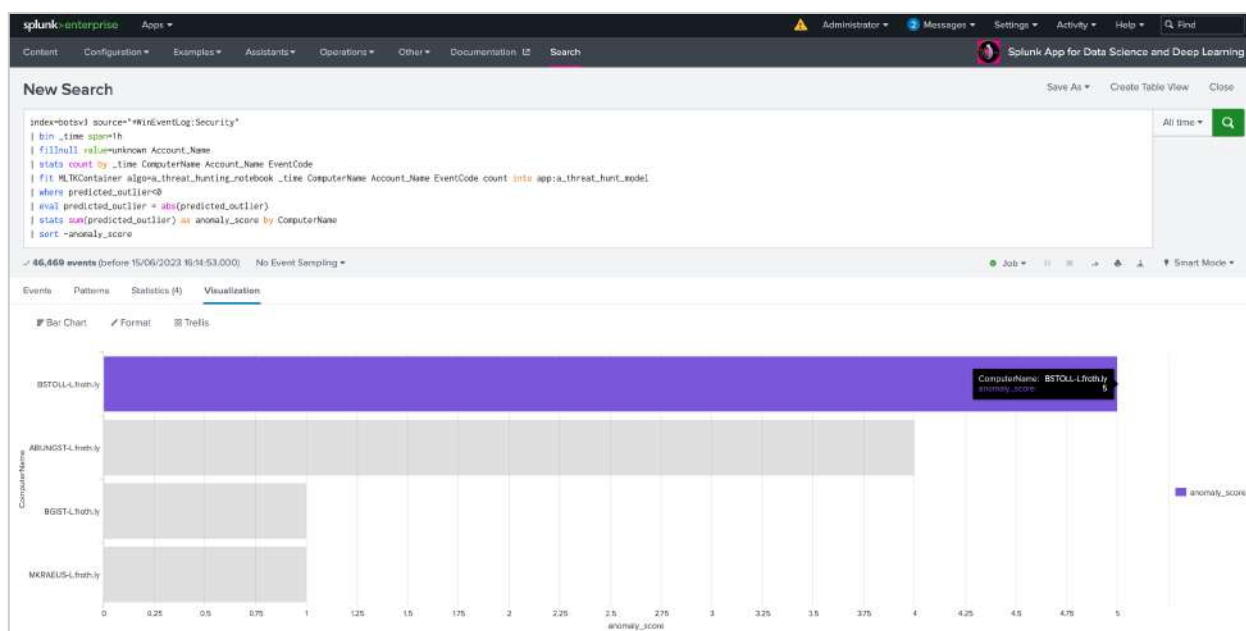 splunk>enterprise Apps
Administrator 2 Messages Settings Activity Help Find
Content Configuration Examples Assistants Operations Other Documentation Search Splunk App for Data Science and Deep Learning
New Search
Save As Create Table View Close
index=botsv3 source="*WinEventLog:Security"
| bin _time span=1h
| fillnull value=unknown Account_Name
| stats count by _time ComputerName Account_Name EventCode
| fit MLTKContainer algo=a_threat_hunting_notebook _time ComputerName Account_Name EventCode count into app:a_threat_hunt_model
| where predicted_outlier<0
| eval predicted_outlier = abs(predicted_outlier)
| stats sum(predicted_outlier) as anomaly_score by ComputerName
| sort -anomaly_score
All time
46,469 events (before 15/06/2023 16:14:53.000) No Event Sampling
Job Smart Mode
Events Patterns Statistics (4) Visualization
Bar Chart Format Trellis
BSTOLL-L.froth.ly
ComputerName: BSTOLL-L.froth.ly
anomaly_score: 5
ABUNGST-L.froth.ly
ComputerName
anomaly_score
BGIST-L.froth.ly
MKRAEUS-L.froth.ly
0 0.25 0.5 0.75 1 1.25 1.5 1.75 2 2.25 2.5 2.75 3 3.25 3.5 3.75 4 4.25 4.5 4.75 5
anomaly_score